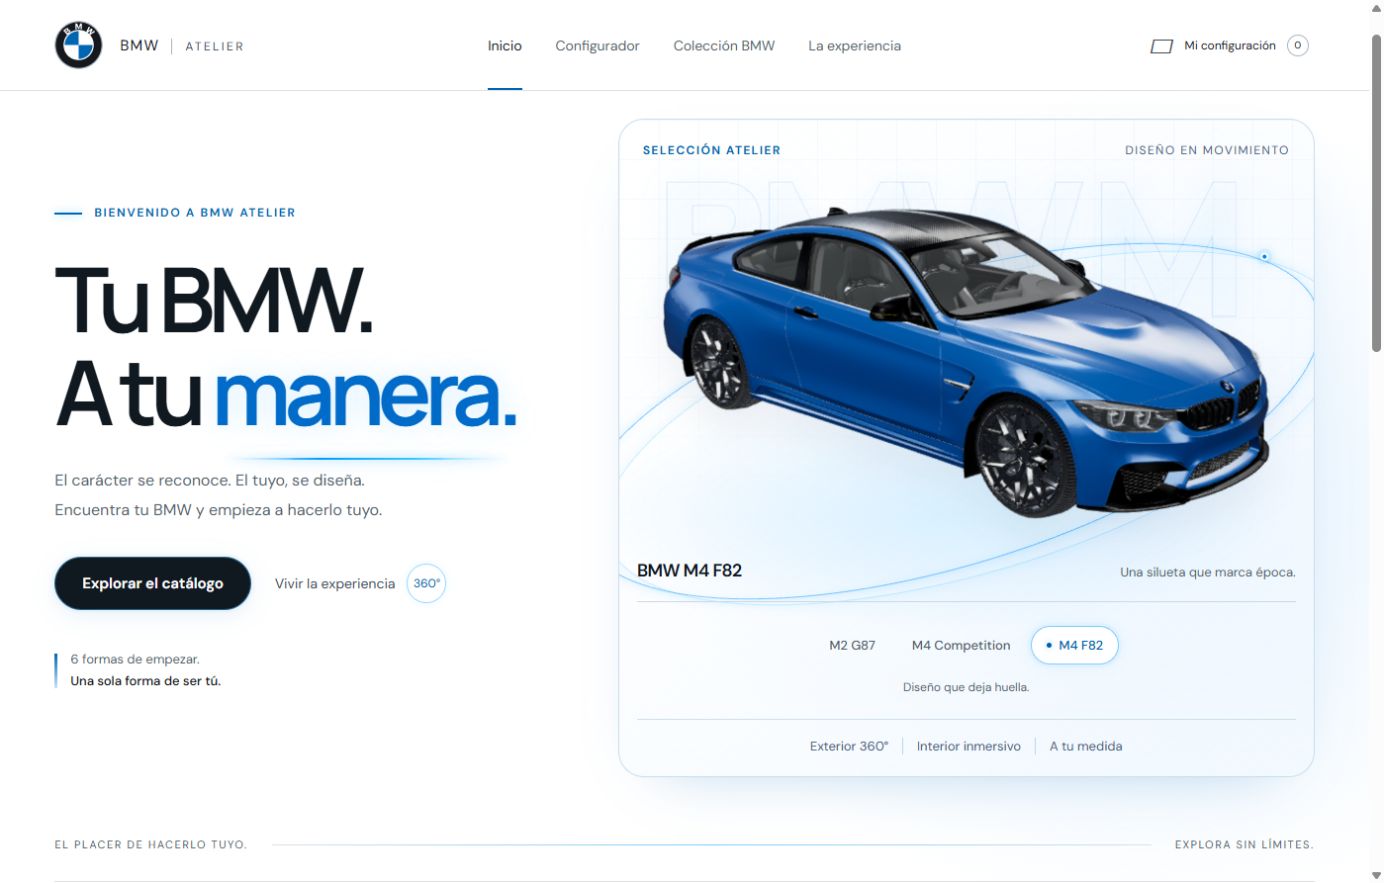 BMW
BMW | ATELIER
Inicio
Configurador
Colección BMW
La experiencia
Mi configuración 0
BIENVENIDO A BMW ATELIER
Tu BMW.
A tu manera.
El carácter se reconoce. El tuyo, se diseña.
Encuentra tu BMW y empieza a hacerlo tuyo.
Explorar el catálogo
Vivir la experiencia 360°
6 formas de empezar.
Una sola forma de ser tú.
SELECCIÓN ATELIER
DISEÑO EN MOVIMIENTO
BMW M
BMW M4 F82
Una silueta que marca época.
M2 G87
M4 Competition
M4 F82
Diseño que deja huella.
Exterior 360°
Interior inmersivo
A tu medida
EL PLACER DE HACERLO TUYO.
EXPLORA SIN LÍMITES.